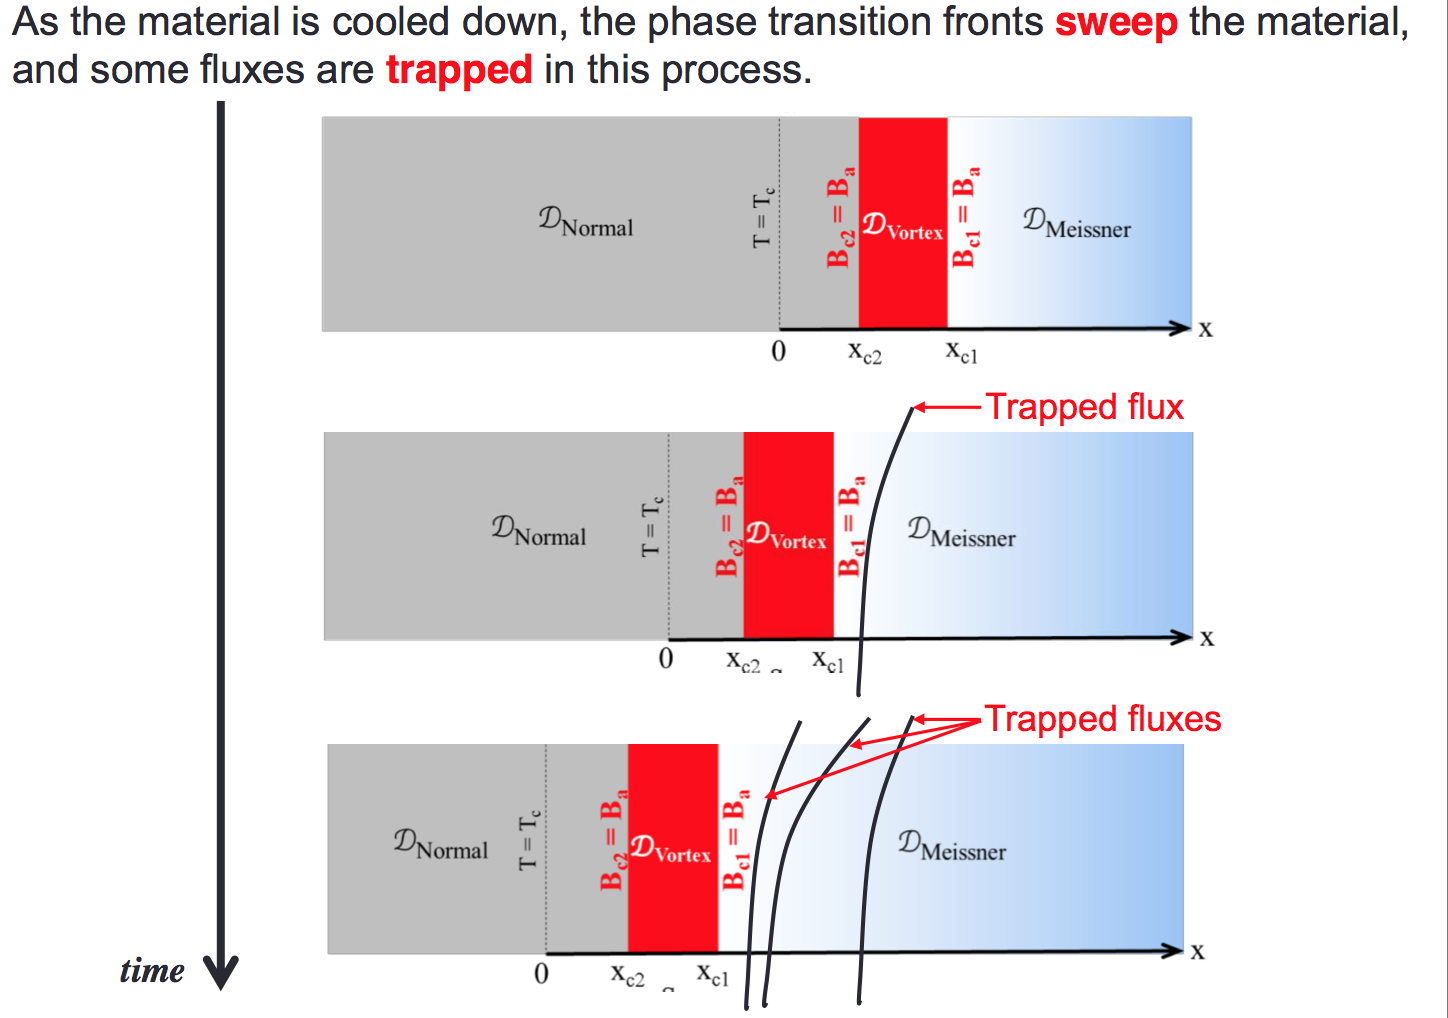 As the material is cooled down, the phase transition fronts sweep the material,
and some fluxes are trapped in this process.
𝒟Normal
T = Tc
Bc2 = Ba
𝒟Vortex
Bc1 = Ba
𝒟Meissner
x
0
xc2
xc1
Trapped flux
𝒟Normal
T = Tc
Bc2 = Ba
𝒟Vortex
Bc1 = Ba
𝒟Meissner
x
0
xc2
xc1
Trapped fluxes
𝒟Normal
T = Tc
Bc2 = Ba
𝒟Vortex
Bc1 = Ba
𝒟Meissner
x
time
0
xc2
xc1